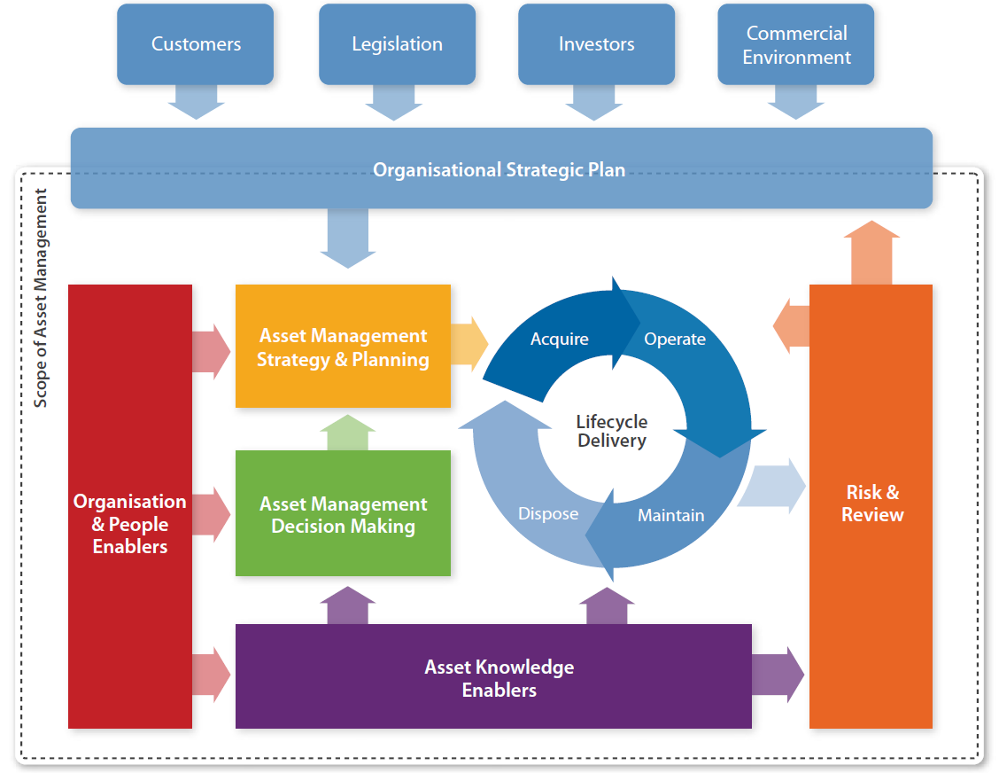 Customers
Legislation
Investors
Commercial
Environment
Organisational Strategic Plan
Scope of Asset Management
Asset Management
Strategy & Planning
Acquire
Operate
Lifecycle
Delivery
Organisation
& People
Enablers
Asset Management
Decision Making
Dispose
Maintain
Risk &
Review
Asset Knowledge
Enablers